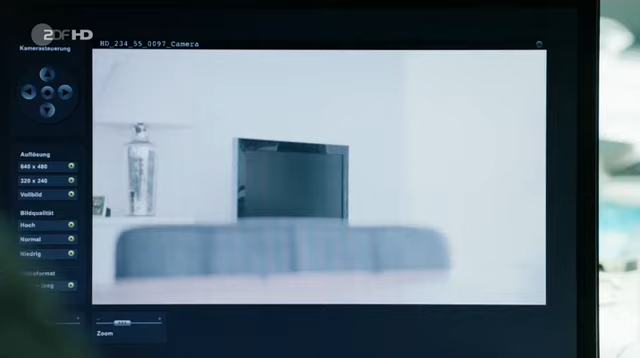 ZDF HD
Kamerasteuerung
HD_234_55_0097_Camera
Auflösung
640 x 480
320 x 240
Vollbild
Bildqualität
Hoch
Normal
Niedrig
Zoom